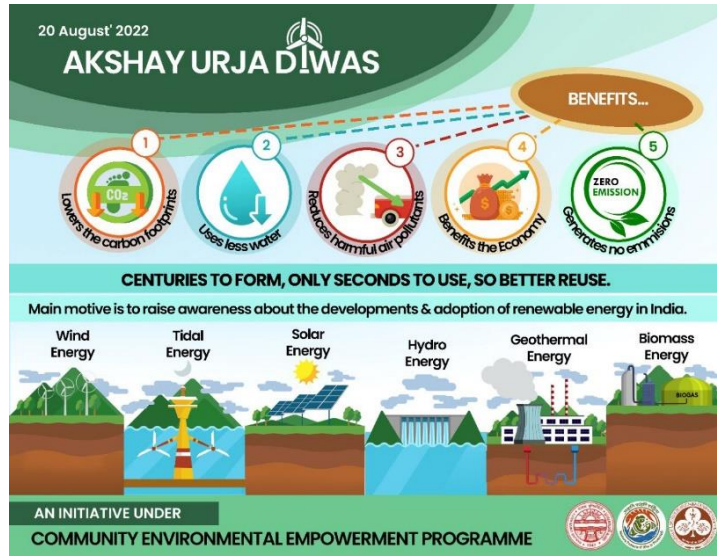 20 August' 2022
AKSHAY URJA DIWAS
BENEFITS...
1
2
3
4
5
CO₂
ZERO
EMISSION
Lowers the carbon footprints
Uses less water
Reduces harmful air pollutants
Benefits the Economy
Generates no emmisions
CENTURIES TO FORM, ONLY SECONDS TO USE, SO BETTER REUSE.
Main motive is to raise awareness about the developments & adoption of renewable energy in India.
Wind
Energy
Tidal
Energy
Solar
Energy
Hydro
Energy
Geothermal
Energy
Biomass
Energy
BIOGAS
AN INITIATIVE UNDER
COMMUNITY ENVIRONMENTAL EMPOWERMENT PROGRAMME